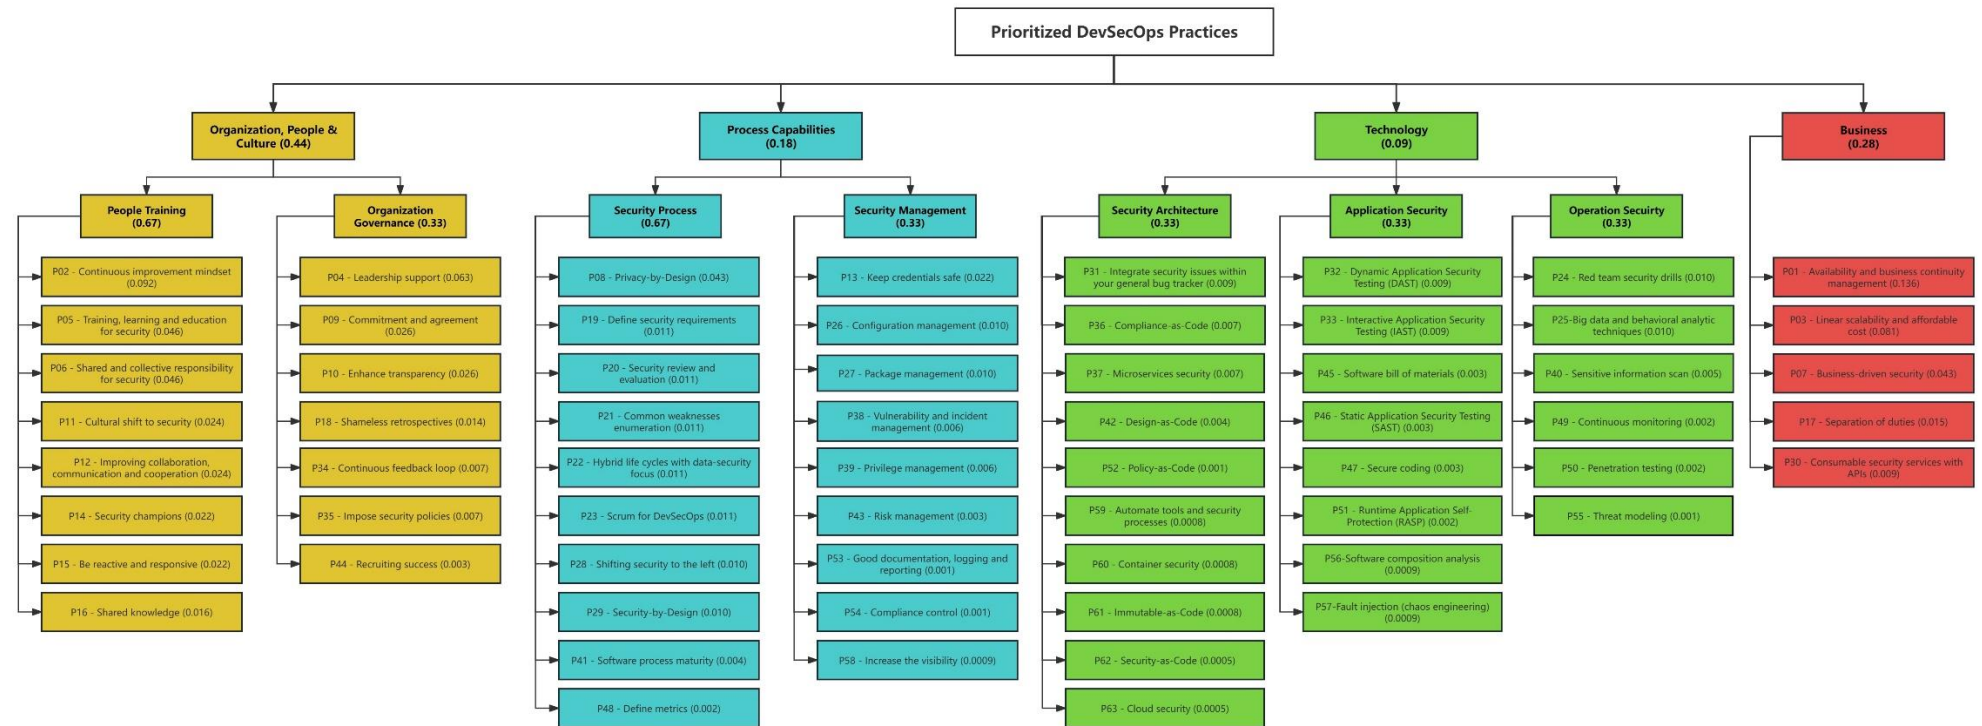 Prioritized DevSecOps Practices
Organization, People &
Culture (0.44)
Process Capabilities
(0.18)
Technology
(0.09)
Business
(0.28)
People Training
(0.67)
Organization
Governance (0.33)
Security Process
(0.67)
Security Management
(0.33)
Security Architecture
(0.33)
Application Security
(0.33)
Operation Secuirty
(0.33)
P02 - Continuous improvement mindset
(0.092)
P05 - Training, learning and education
for security (0.046)
P06 - Shared and collective responsibility
for security (0.046)
P11 - Cultural shift to security (0.024)
P12 - Improving collaboration,
communication and cooperation (0.024)
P14 - Security champions (0.022)
P15 - Be reactive and responsive (0.022)
P16 - Shared knowledge (0.016)
P04 - Leadership support (0.063)
P09 - Commitment and agreement
(0.026)
P10 - Enhance transparency (0.026)
P18 - Shameless retrospectives (0.014)
P34 - Continuous feedback loop (0.007)
P35 - Impose security policies (0.007)
P44 - Recruiting success (0.003)
P08 - Privacy-by-Design (0.043)
P19 - Define security requirements
(0.011)
P20 - Security review and
evaluation (0.011)
P21 - Common weaknesses
enumeration (0.011)
P22 - Hybrid life cycles with data-security
focus (0.011)
P23 - Scrum for DevSecOps (0.011)
P28 - Shifting security to the left (0.010)
P29 - Security-by-Design (0.010)
P41 - Software process maturity (0.004)
P48 - Define metrics (0.002)
P13 - Keep credentials safe (0.022)
P26 - Configuration management (0.010)
P27 - Package management (0.010)
P38 - Vulnerability and incident
management (0.006)
P39 - Privilege management (0.006)
P43 - Risk management (0.003)
P53 - Good documentation, logging and
reporting (0.001)
P54 - Compliance control (0.001)
P58 - Increase the visibility (0.0009)
P31 - Integrate security issues within
your general bug tracker (0.009)
P36 - Compliance-as-Code (0.007)
P37 - Microservices security (0.007)
P42 - Design-as-Code (0.004)
P52 - Policy-as-Code (0.001)
P59 - Automate tools and security
processes (0.0008)
P60 - Container security (0.0008)
P61 - Immutable-as-Code (0.0008)
P62 - Security-as-Code (0.0005)
P63 - Cloud security (0.0005)
P32 - Dynamic Application Security
Testing (DAST) (0.009)
P33 - Interactive Application Security
Testing (IAST) (0.009)
P45 - Software bill of materials (0.003)
P46 - Static Application Security Testing
(SAST) (0.003)
P47 - Secure coding (0.003)
P51 - Runtime Application Self-
Protection (RASP) (0.002)
P56-Software composition analysis
(0.0009)
P57-Fault injection (chaos engineering)
(0.0009)
P24 - Red team security drills (0.010)
P25-Big data and behavioral analytic
techniques (0.010)
P40 - Sensitive information scan (0.005)
P49 - Continuous monitoring (0.002)
P50 - Penetration testing (0.002)
P55 - Threat modeling (0.001)
P01 - Availability and business continuity
management (0.136)
P03 - Linear scalability and affordable
cost (0.081)
P07 - Business-driven security (0.043)
P17 - Separation of duties (0.015)
P30 - Consumable security services with
APIs (0.009)